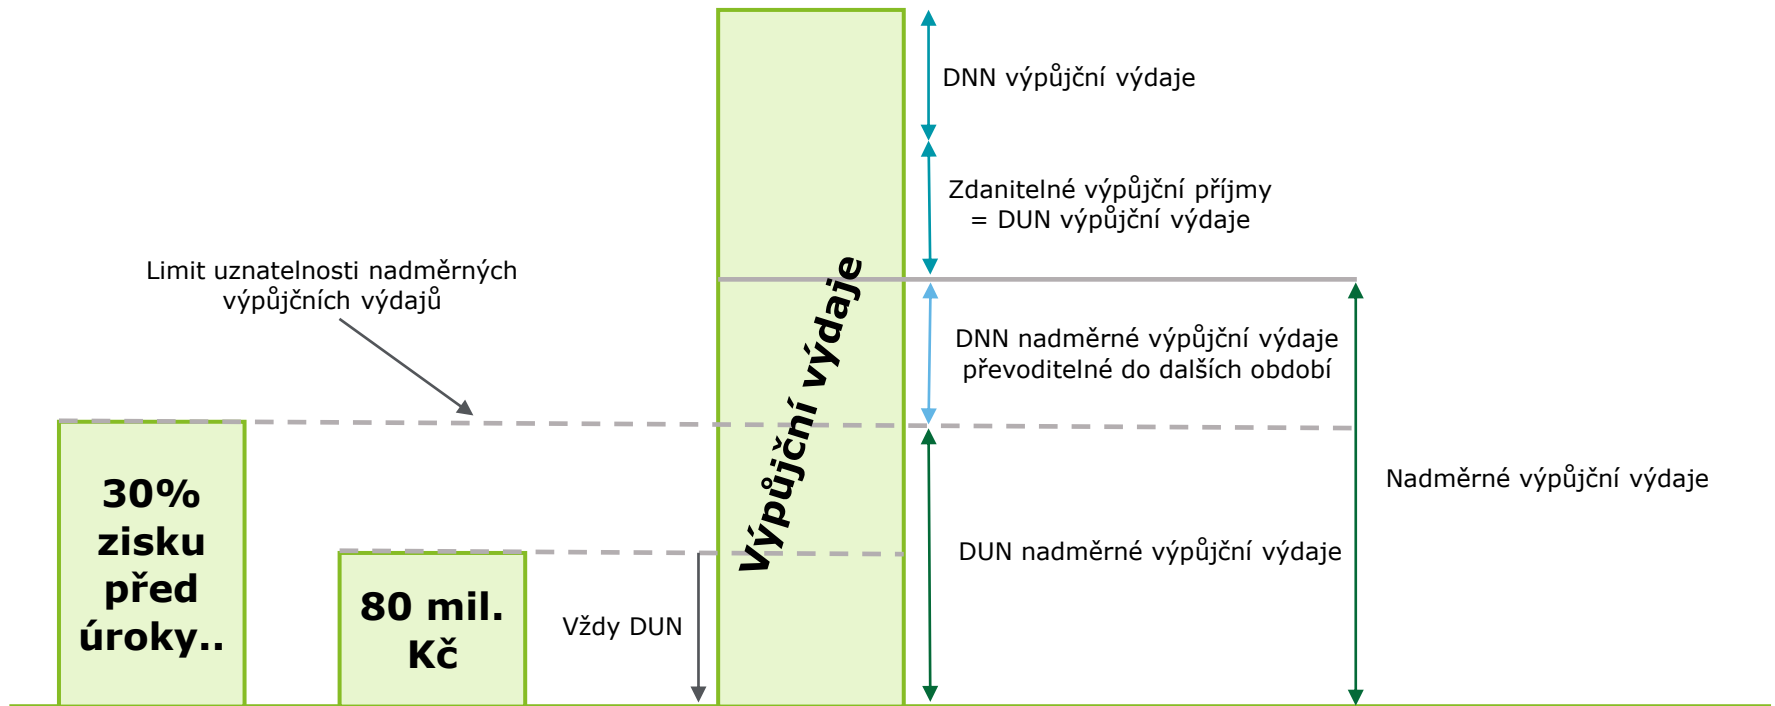 DNN výpůjční výdaje
Zdanitelné výpůjční příjmy
= DUN výpůjční výdaje
Limit uznatelnosti nadměrných
výpůjčních výdajů
Výpůjční výdaje
DNN nadměrné výpůjční výdaje
převoditelné do dalších období
30%
zisku
před
úroky..
Nadměrné výpůjční výdaje
DUN nadměrné výpůjční výdaje
80 mil.
Kč
Vždy DUN